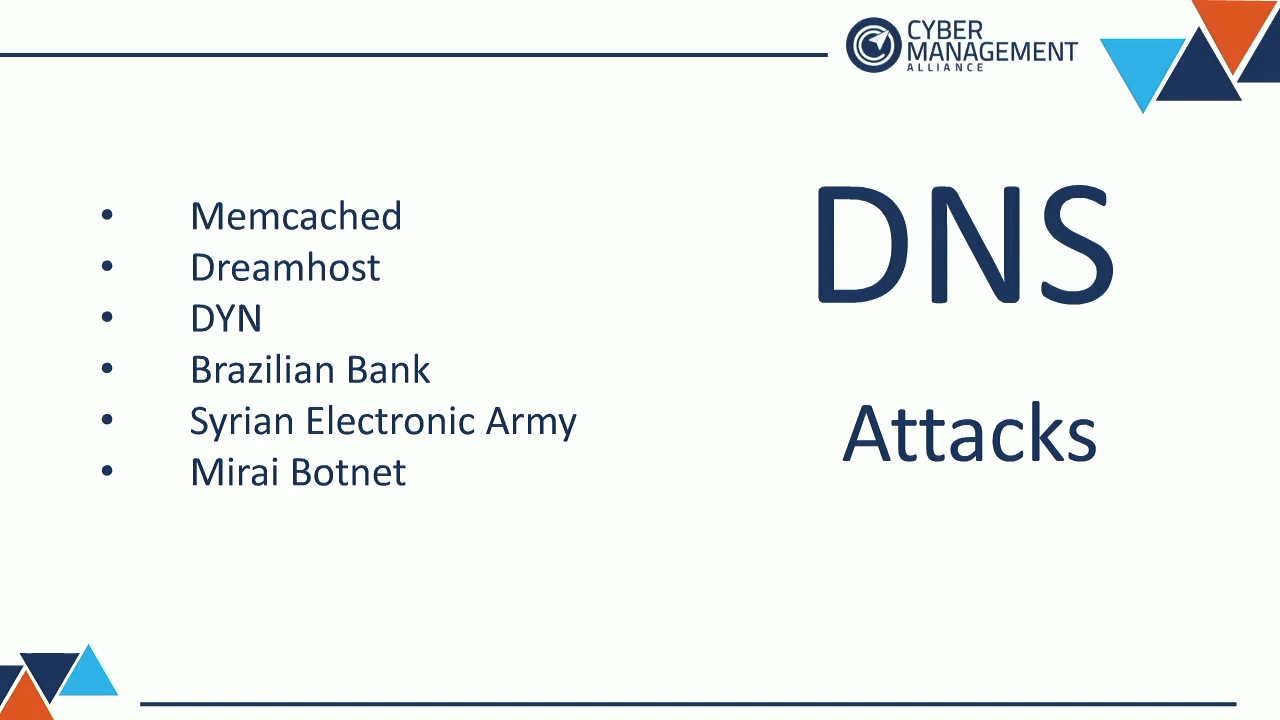 CYBER
MANAGEMENT
ALLIANCE
• Memcached
• Dreamhost
• DYN
• Brazilian Bank
• Syrian Electronic Army
• Mirai Botnet
DNS
Attacks